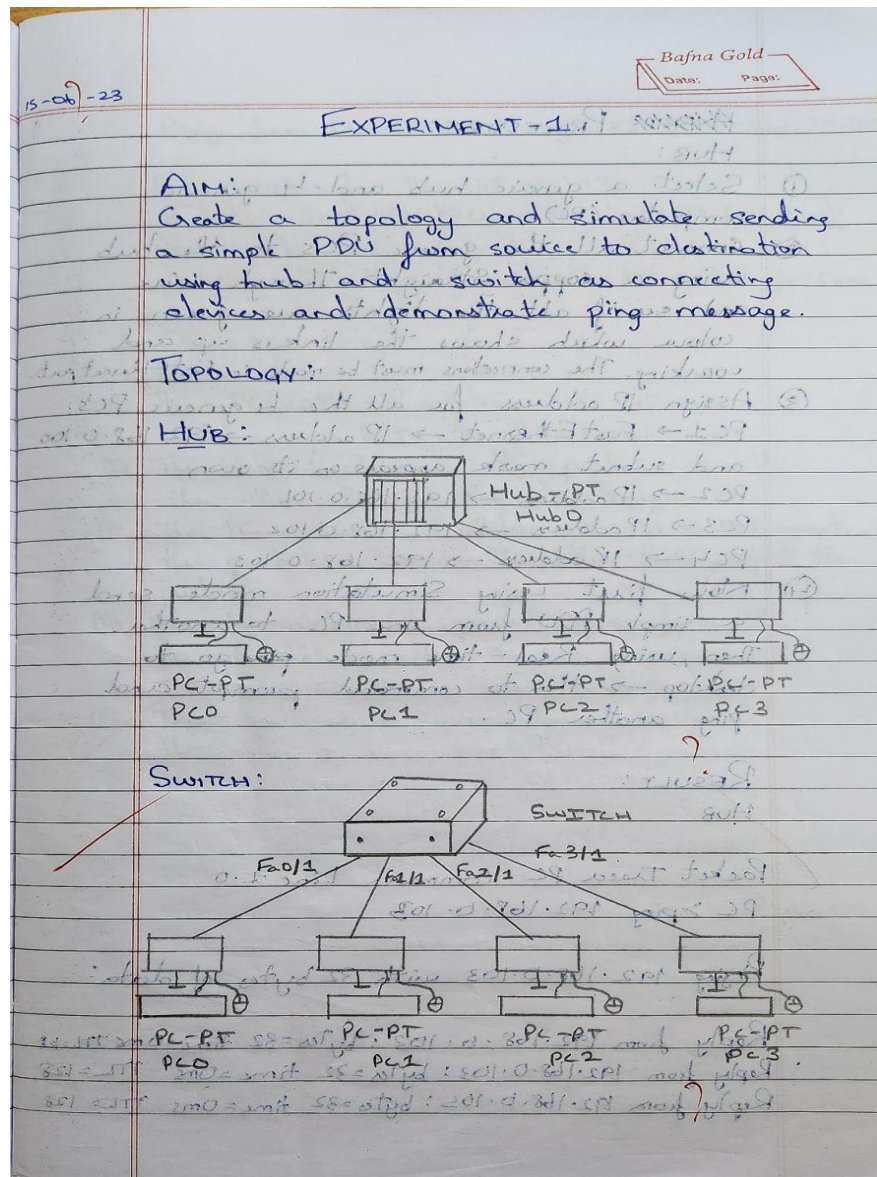 Bafna Gold
Date: Page:
15-06-23
EXPERIMENT-1
AIM:
Create a topology and simulate sending
a simple PDU from source to destination
using hub and switch as connecting
devices and demonstrate ping message.
TOPOLOGY:
HUB:
Hub-PT
Hub0
PC-PT PC-PT PC-PT PC-PT
PC0 PC1 PC2 PC3
?
SWITCH:
SWITCH
Fa0/1 Fa1/1 Fa2/1 Fa3/1
PC-PT PC-PT PC-PT PC-PT
PC0 PC1 PC2 PC3
?